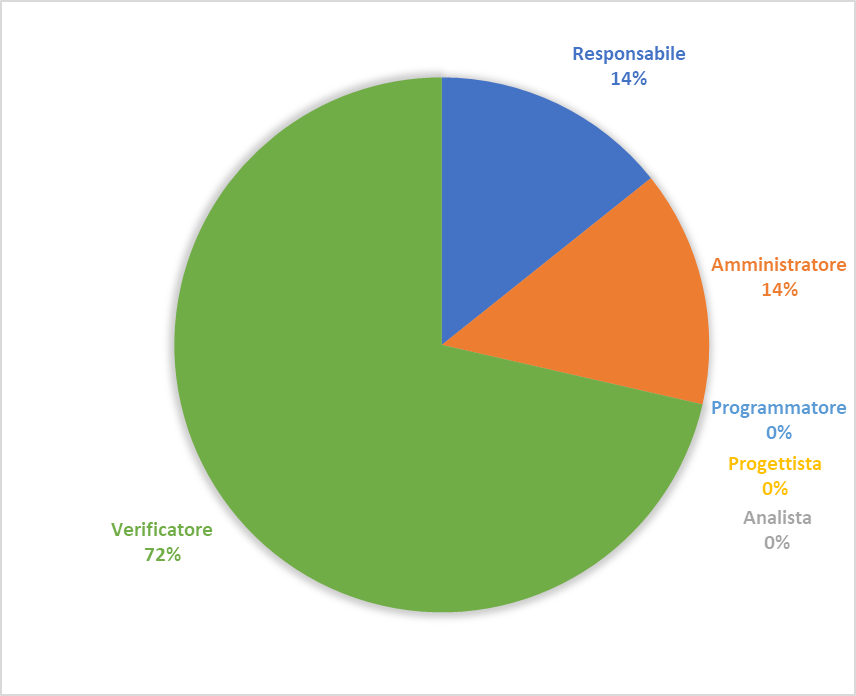 Responsabile
14%
Amministratore
14%
Programmatore
0%
Progettista
0%
Analista
0%
Verificatore
72%